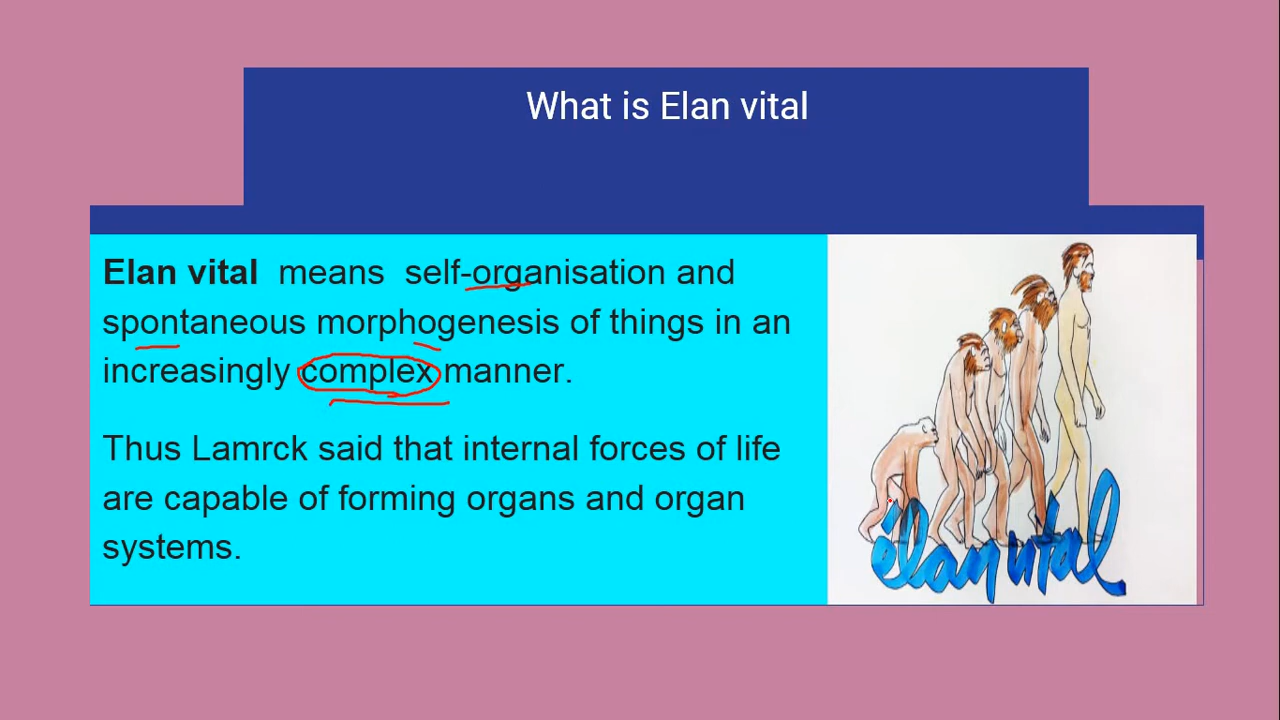 What is Elan vital
Elan vital means self-organisation and
spontaneous morphogenesis of things in an
increasingly complex manner.
Thus Lamrck said that internal forces of life
are capable of forming organs and organ
systems.
élan vital